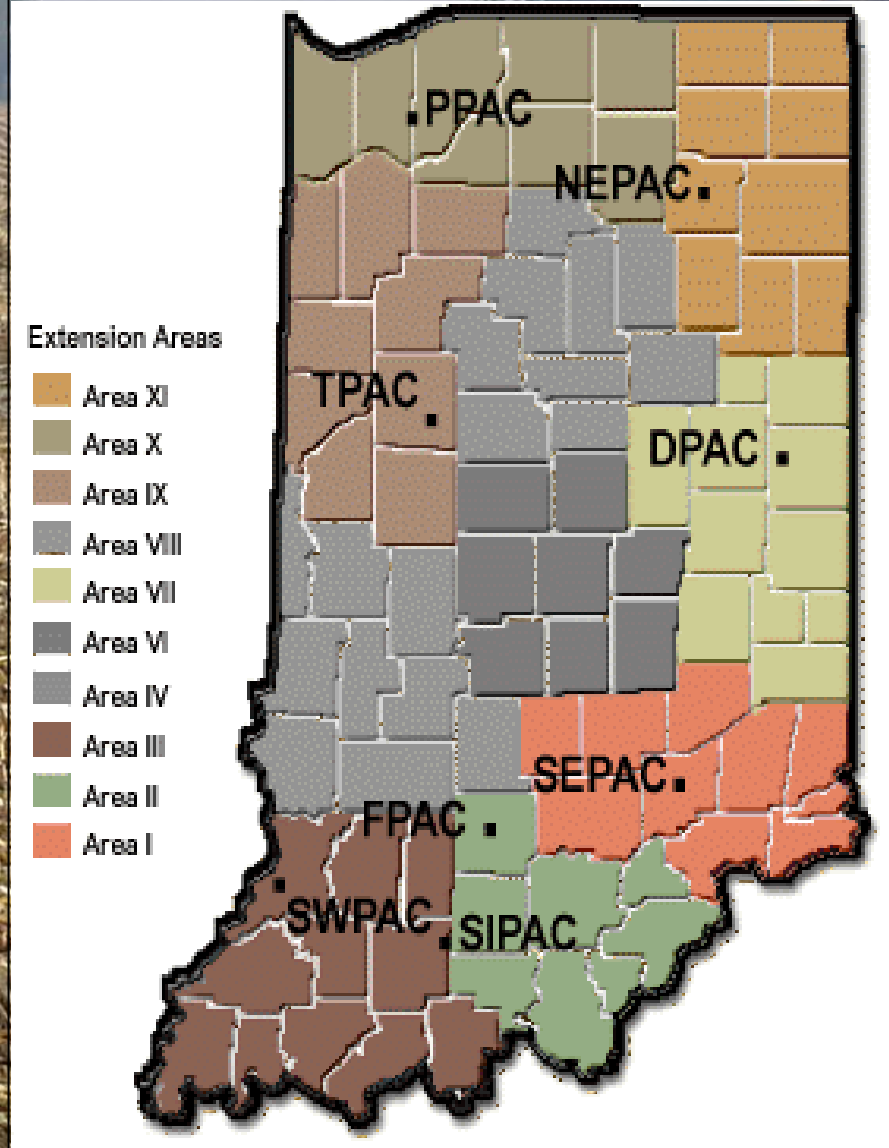 PPAC
NEPAC
Extension Areas
TPAC
Area XI
Area X
DPAC
Area IX
Area VIII
Area VII
Area VI
Area IV
Area III
SEPAC
Area II
FPAC
Area I
SWPAC
SIPAC